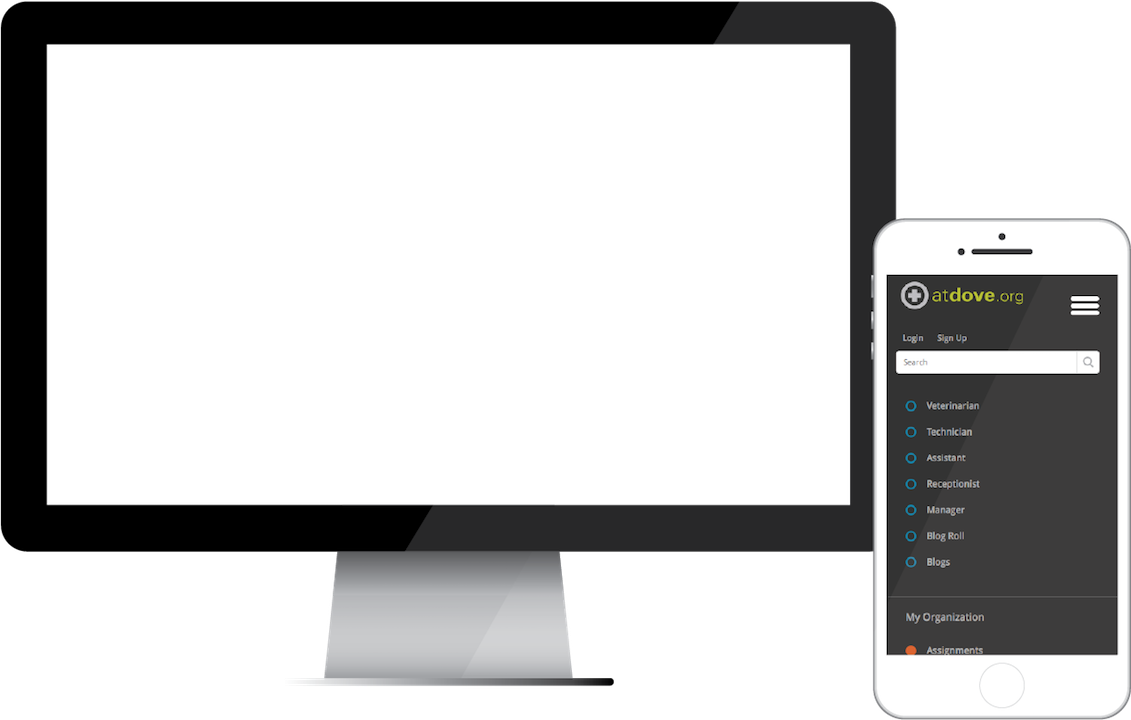 atdove.org
Login Sign Up
Search
Veterinarian
Technician
Assistant
Receptionist
Manager
Blog Roll
Blogs
My Organization
Assignments